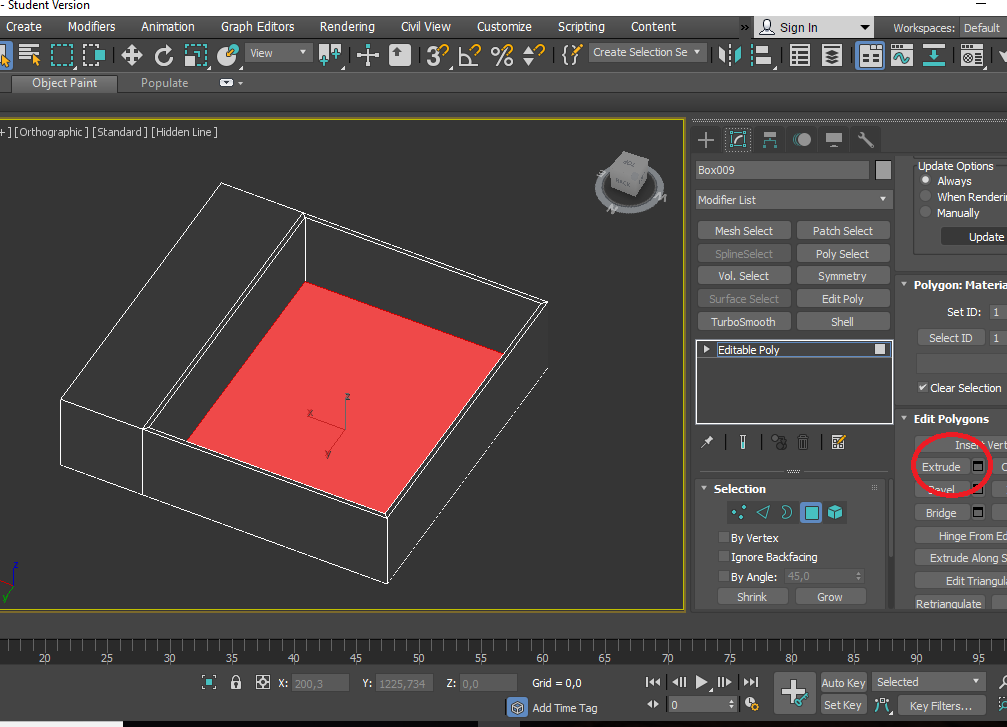 - Student Version
Create Modifiers Animation Graph Editors Rendering Civil View Customize Scripting Content » Sign In Workspaces: Default
View Create Selection Se
Object Paint Populate
+ ] [Orthographic ] [Standard ] [Hidden Line ]
BACK
N
Box009
Modifier List
Mesh Select Patch Select
SplineSelect Poly Select
Vol. Select Symmetry
Surface Select Edit Poly
TurboSmooth Shell
Editable Poly
Selection
By Vertex
Ignore Backfacing
By Angle: 45,0
Shrink Grow
Update Options
Always
When Renderin
Manually
Update
Polygon: Materia
Set ID: 1
Select ID 1
Clear Selection
Edit Polygons
Insert Vert
Extrude
Bevel
Bridge
Hinge From Ed
Extrude Along S
Edit Triangula
Retriangulate
z
x
y
z
y
20 25 30 35 40 45 50 55 60 65 70 75 80 85 90 95 100
X: 200,3 Y: 1225,734 Z: 0,0 Grid = 0,0
Add Time Tag
0
Auto Key Selected
Set Key Key Filters...